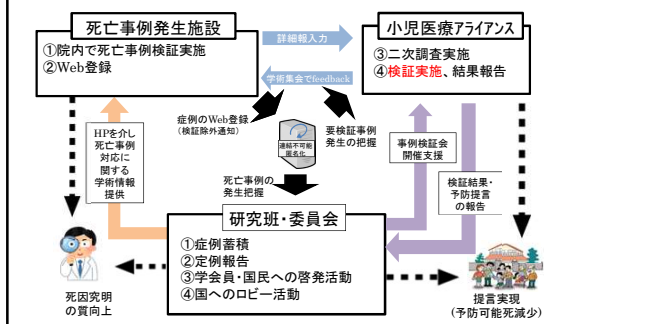 死亡事例発生施設
①院内で死亡事例検証実施
②Web登録
詳細報入力
学術集会でfeedback
小児医療アライアンス
③二次調査実施
④検証実施、結果報告
症例のWeb登録
(検証除外通知)
連結不可能
匿名化
要検証事例
発生の把握
HPを介し
死亡事例
対応に
関する
学術情報
提供
死亡事例の
発生把握
事例検証会
開催支援
検証結果・
予防提言
の報告
研究班・委員会
①症例蓄積
②定例報告
③学会員・国民への啓発活動
④国へのロビー活動
死因究明
の質向上
提言実現
(予防可能死減少)